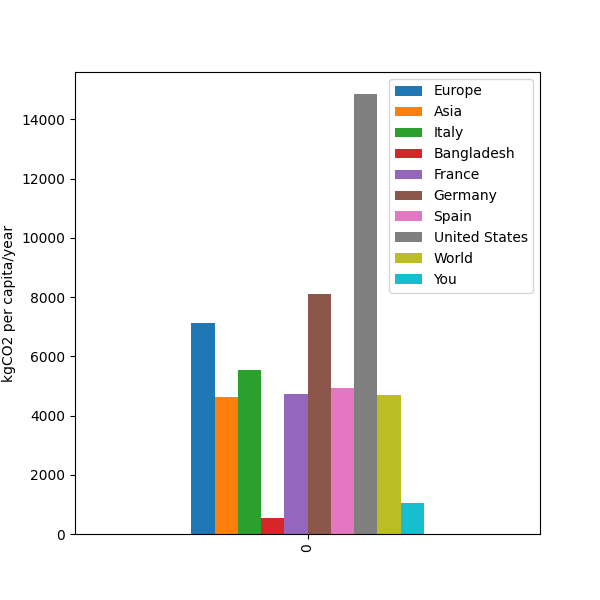 kgCO2 per capita/year
14000
12000
10000
8000
6000
4000
2000
0
0
Europe
Asia
Italy
Bangladesh
France
Germany
Spain
United States
World
You